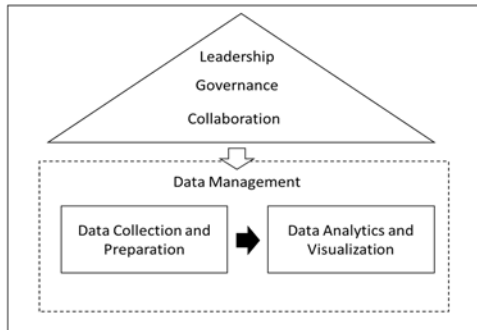 Leadership
Governance
Collaboration
Data Management
Data Collection and
Preparation
Data Analytics and
Visualization